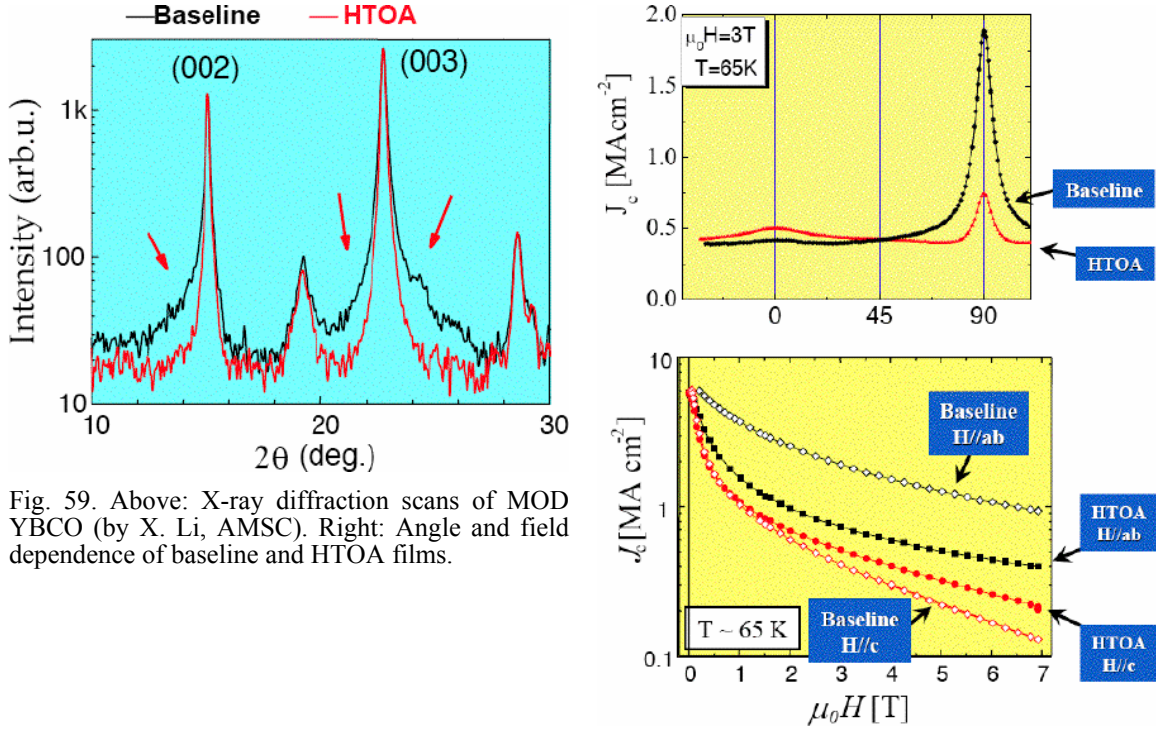 Baseline HTOA
(002)
(003)
1k
100
10
Intensity (arb.u.)
10 20 30
2θ (deg.)
Fig. 59. Above: X-ray diffraction scans of MOD
YBCO (by X. Li, AMSC). Right: Angle and field
dependence of baseline and HTOA films.
μ₀H=3T
T=65K
2.0
1.5
1.0
0.5
0.0
J_c [MAcm⁻²]
0 45 90
Baseline
HTOA
10
1
0.1
J_c [MA cm⁻²]
Baseline
H//ab
HTOA
H//ab
T ~ 65 K
Baseline
H//c
HTOA
H//c
0 1 2 3 4 5 6 7
μ₀H [T]